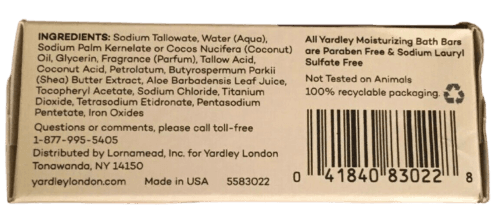 INGREDIENTS: Sodium Tallowate, Water (Aqua),
Sodium Palm Kernelate or Cocos Nucifera (Coconut)
Oil, Glycerin, Fragrance (Parfum), Tallow Acid,
Coconut Acid, Petrolatum, Butyrospermum Parkii
(Shea) Butter Extract, Aloe Barbadensis Leaf Juice,
Tocopheryl Acetate, Sodium Chloride, Titanium
Dioxide, Tetrasodium Etidronate, Pentasodium
Pentetate, Iron Oxides
Questions or comments, please call toll-free
1-877-995-5405
Distributed by Lornamead, Inc. for Yardley London
Tonawanda, NY 14150
yardleylondon.com Made in USA 5583022
All Yardley Moisturizing Bath Bars
are Paraben Free & Sodium Lauryl
Sulfate Free
Not Tested on Animals
100% recyclable packaging.
0 41840 83022 8